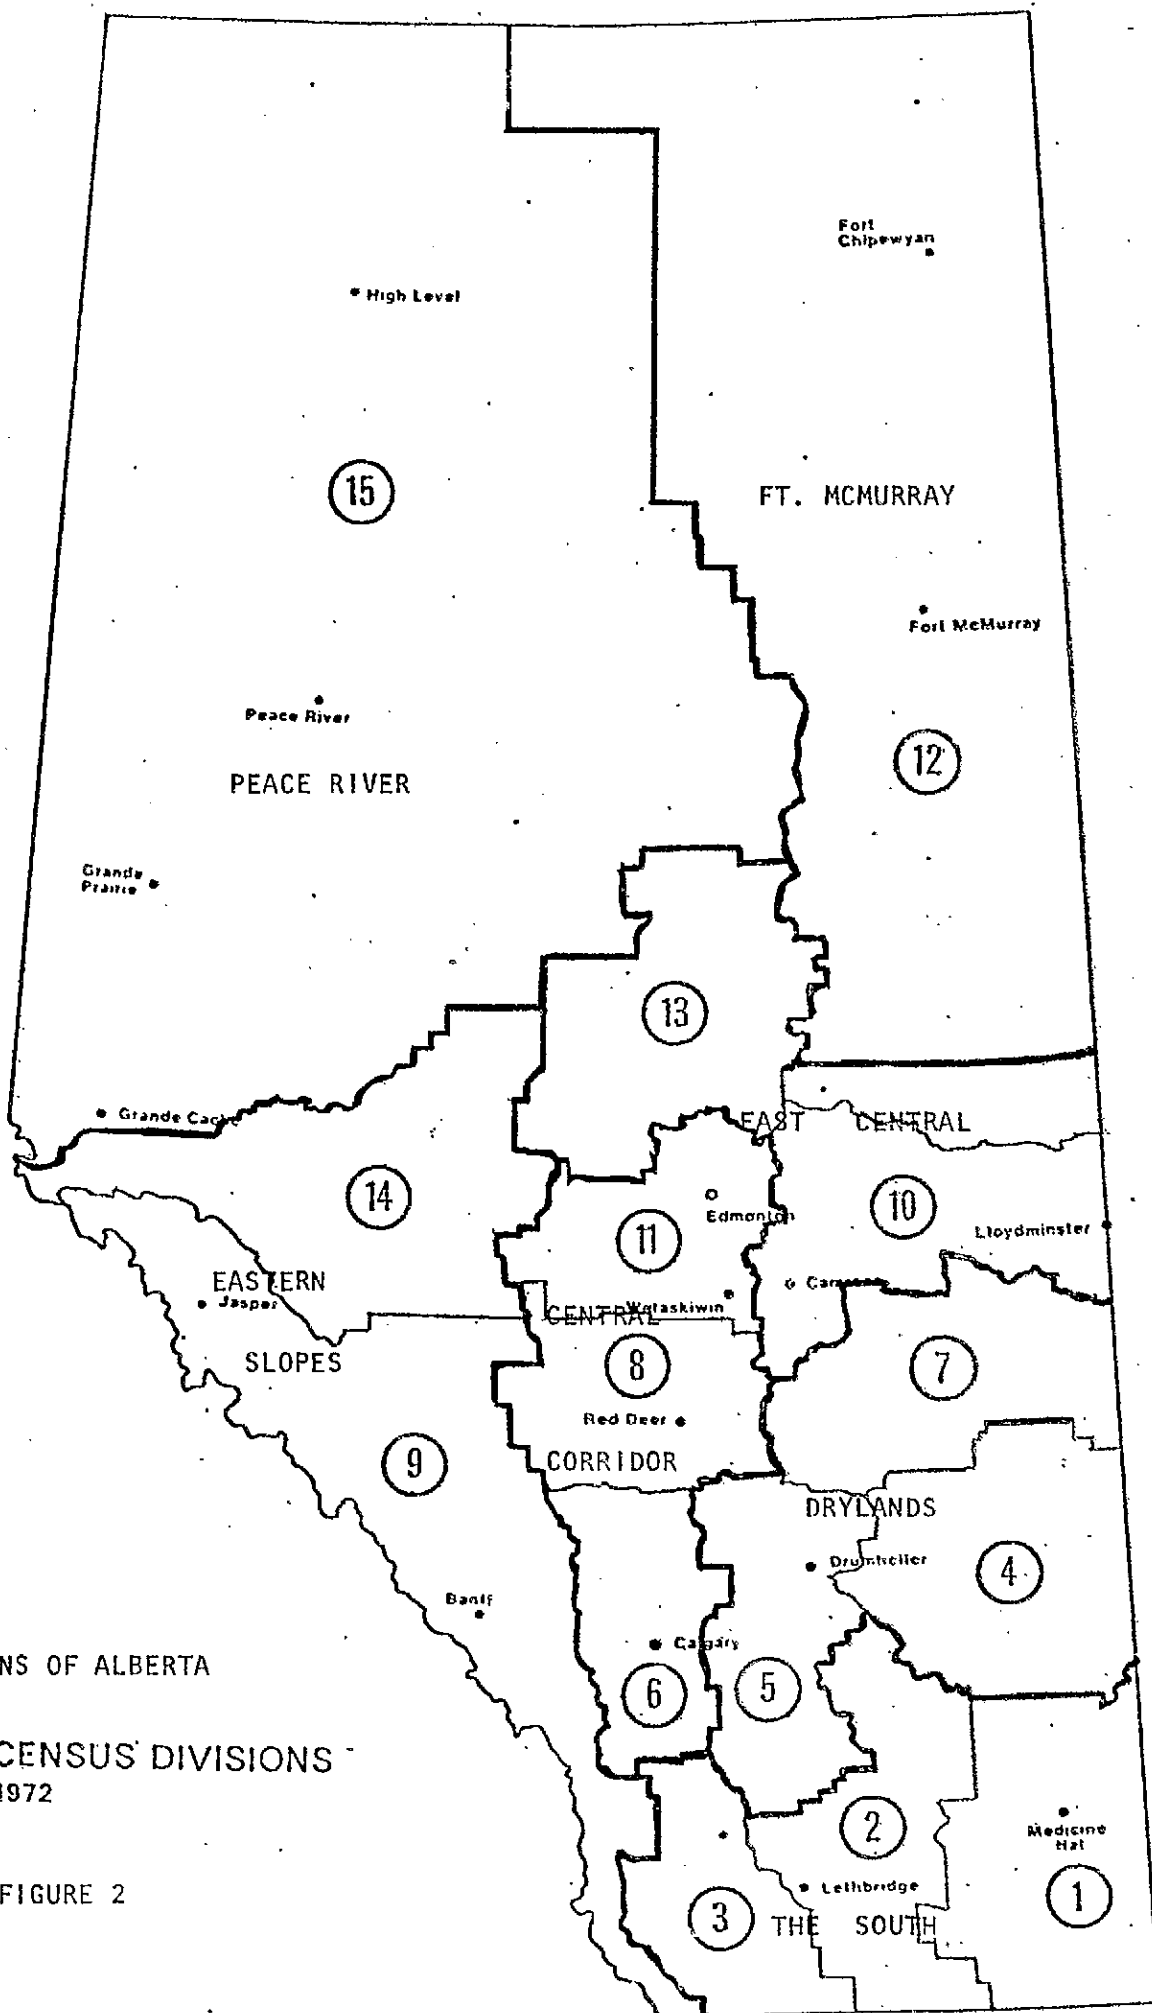 Fort
Chipewyan
High Level
15
FT. MCMURRAY
Fort McMurray
Peace River
12
PEACE RIVER
Grande
Prairie
13
Grande Cache
EAST CENTRAL
14
Edmonton
10
11
Lloydminster
EASTERN
Jasper
Camrose
Wetaskiwin
CENTRAL
SLOPES
8
7
Red Deer
9
CORRIDOR
DRYLANDS
Drumheller
4
Banff
Calgary
NS OF ALBERTA
6
5
CENSUS DIVISIONS
1972
2
Medicine
Hat
FIGURE 2
Lethbridge
1
3
THE SOUTH